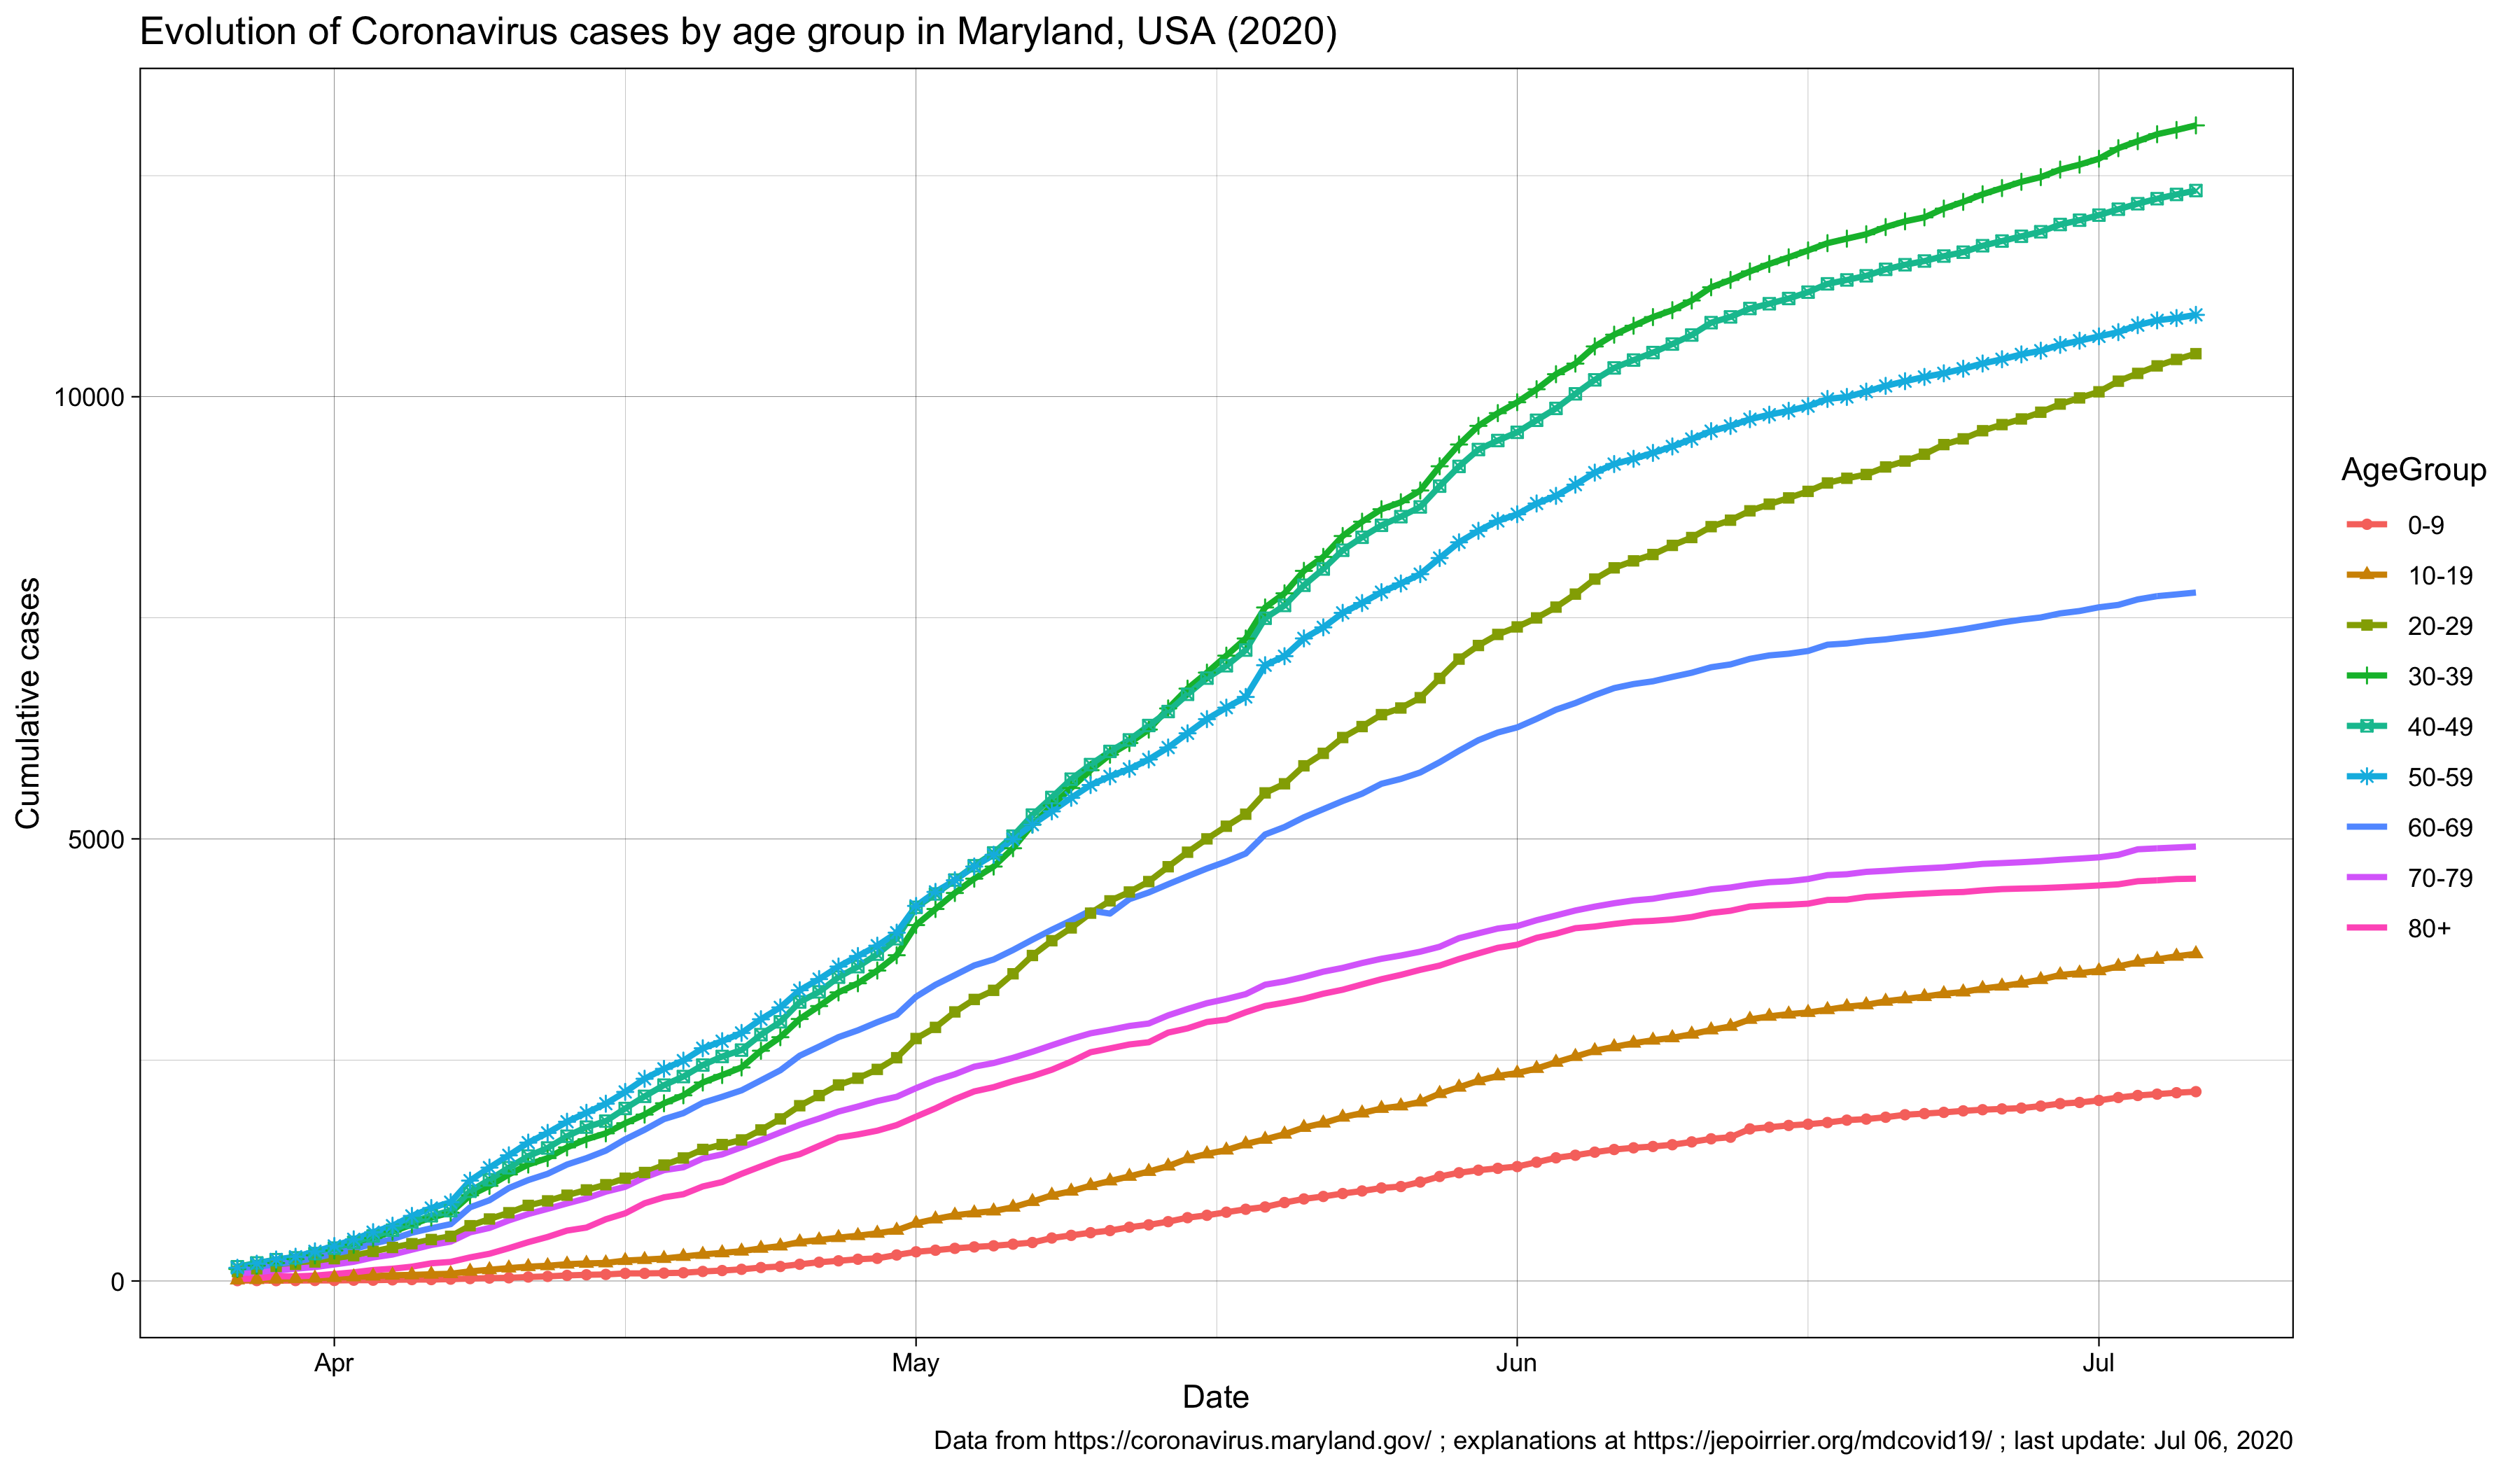 Evolution of Coronavirus cases by age group in Maryland, USA (2020)
Cumulative cases
10000
5000
0
Apr
May
Jun
Jul
Date
AgeGroup
0-9
10-19
20-29
30-39
40-49
50-59
60-69
70-79
80+
Data from https://coronavirus.maryland.gov/ ; explanations at https://jepoirrier.org/mdcovid19/ ; last update: Jul 06, 2020